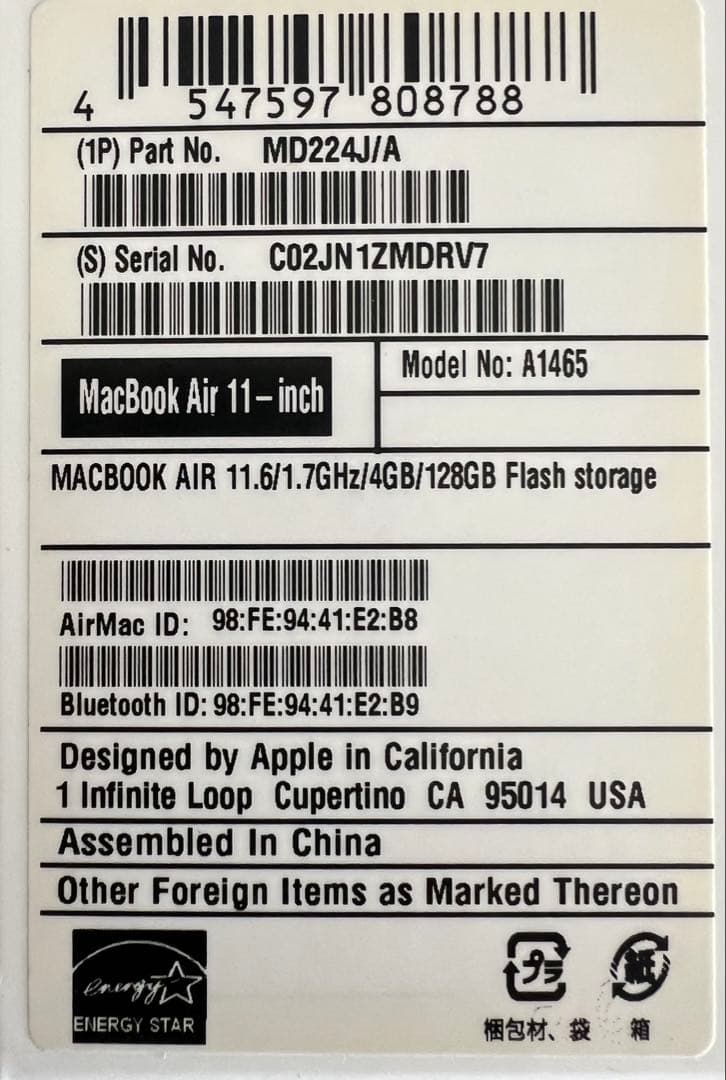 4 547597 808788
(1P) Part No. MD224J/A
(S) Serial No. C02JN1ZMDRV7
MacBook Air 11-inch
Model No: A1465
MACBOOK AIR 11.6/1.7GHz/4GB/128GB Flash storage
AirMac ID: 98:FE:94:41:E2:B8
Bluetooth ID: 98:FE:94:41:E2:B9
Designed by Apple in California
1 Infinite Loop Cupertino CA 95014 USA
Assembled In China
Other Foreign Items as Marked Thereon
energy
ENERGY STAR
プラ
紙
梱包材、袋
箱